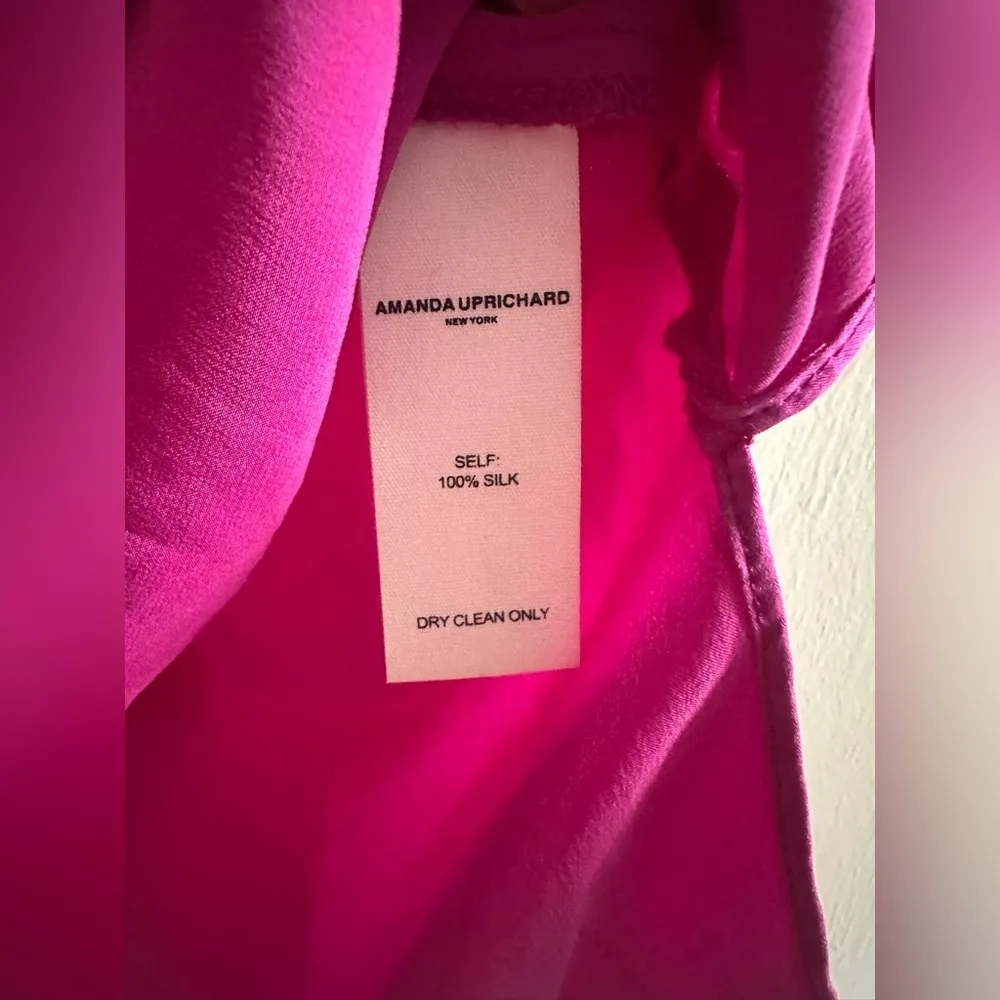 AMANDA UPRICHARD
NEW YORK
SELF:
100% SILK
DRY CLEAN ONLY